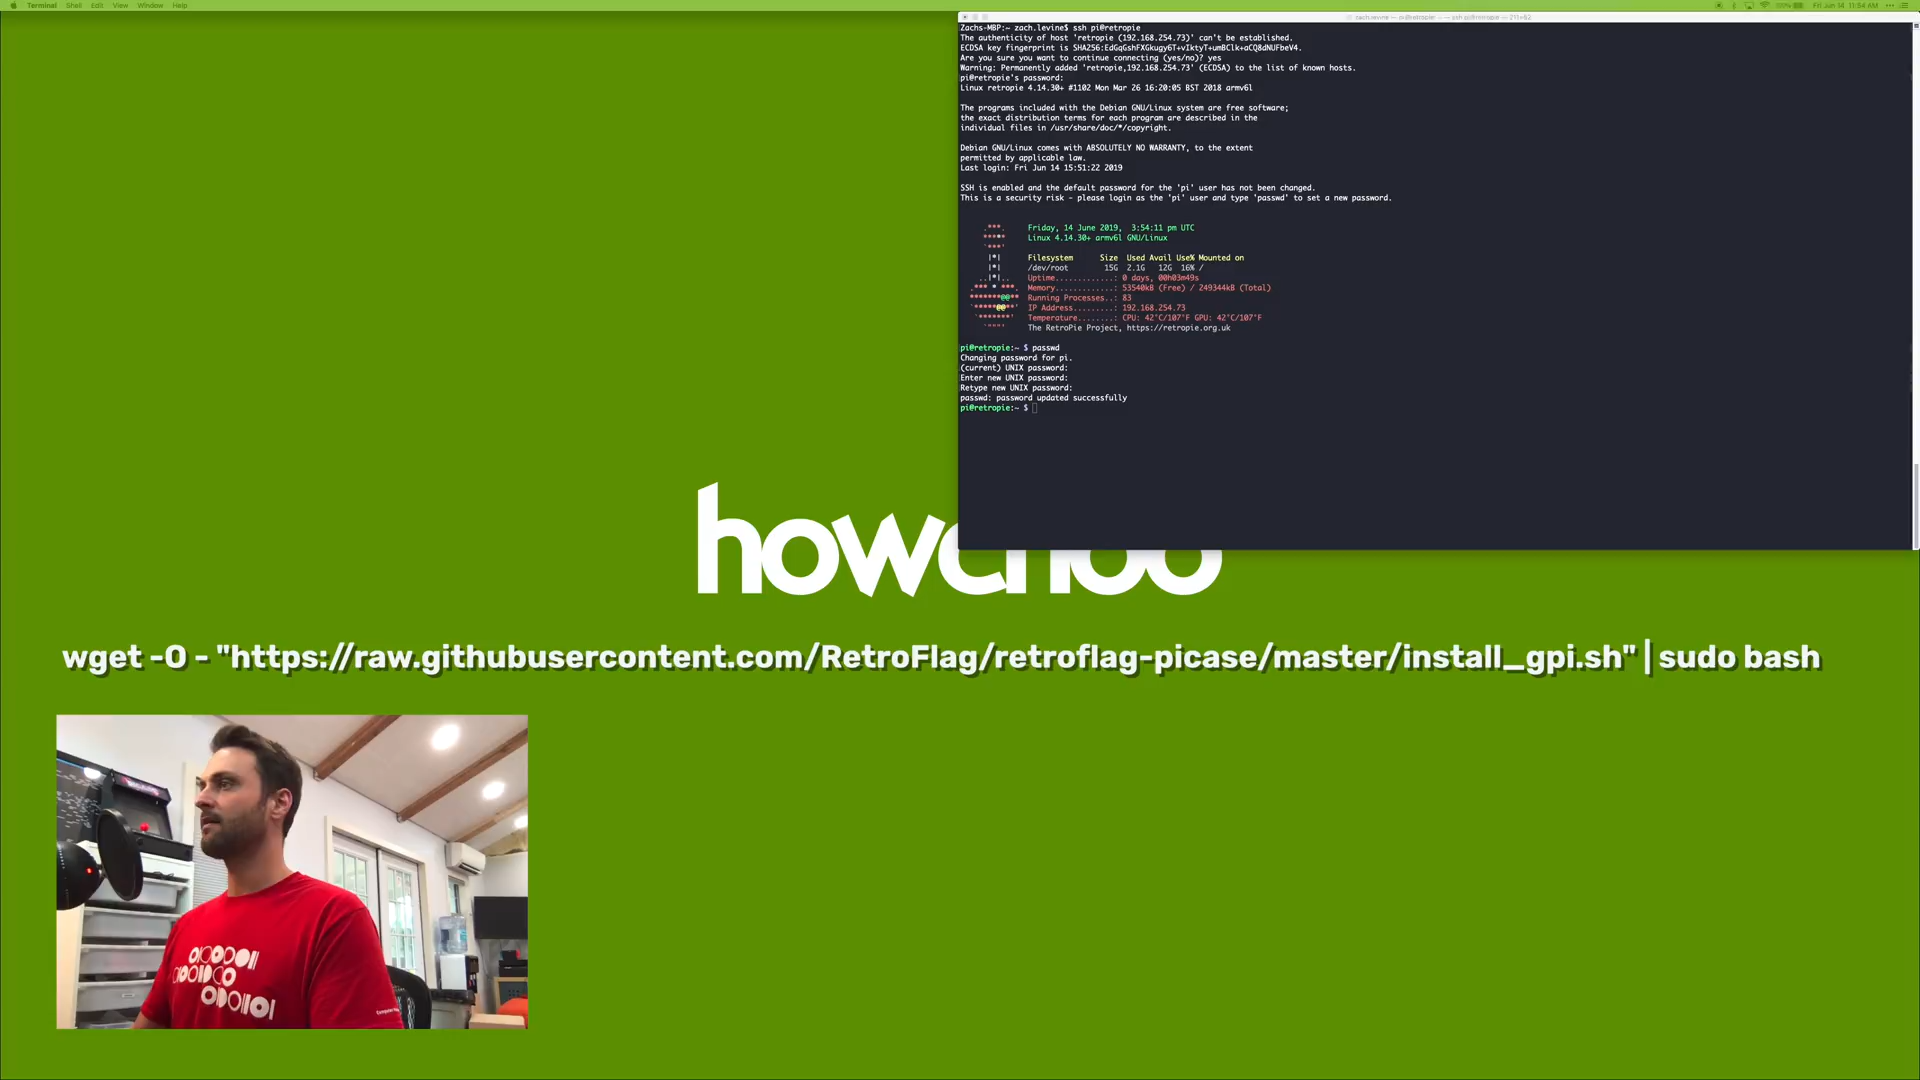 Terminal Shell Edit View Window Help
Fri Jun 14 11:54 AM
Zachs-MBP:~ zach.levine$ ssh pi@retropie
The authenticity of host 'retropie (192.168.254.73)' can't be established.
ECDSA key fingerprint is SHA256:EdGqGshFXGkugy6T+vIktyT+umBClk+aCQ8dNUFbeV4.
Are you sure you want to continue connecting (yes/no)? yes
Warning: Permanently added 'retropie,192.168.254.73' (ECDSA) to the list of known hosts.
pi@retropie's password:
Linux retropie 4.14.30+ #1102 Mon Mar 26 16:20:05 BST 2018 armv6l
The programs included with the Debian GNU/Linux system are free software;
the exact distribution terms for each program are described in the
individual files in /usr/share/doc/*/copyright.
Debian GNU/Linux comes with ABSOLUTELY NO WARRANTY, to the extent
permitted by applicable law.
Last login: Fri Jun 14 15:51:22 2019
SSH is enabled and the default password for the 'pi' user has not been changed.
This is a security risk - please login as the 'pi' user and type 'passwd' to set a new password.
Friday, 14 June 2019, 3:54:11 pm UTC
Linux 4.14.30+ armv6l GNU/Linux
Filesystem Size Used Avail Use% Mounted on
/dev/root 15G 2.1G 12G 16% /
Uptime.............: 0 days, 00h03m49s
Memory.............: 53540kB (Free) / 249344kB (Total)
Running Processes..: 83
IP Address.........: 192.168.254.73
Temperature........: CPU: 42°C/107°F GPU: 42°C/107°F
The RetroPie Project, https://retropie.org.uk
pi@retropie:~ $ passwd
Changing password for pi.
(current) UNIX password:
Enter new UNIX password:
Retype new UNIX password:
passwd: password updated successfully
pi@retropie:~ $
howchoo
wget -O - "https://raw.githubusercontent.com/RetroFlag/retroflag-picase/master/install_gpi.sh" | sudo bash